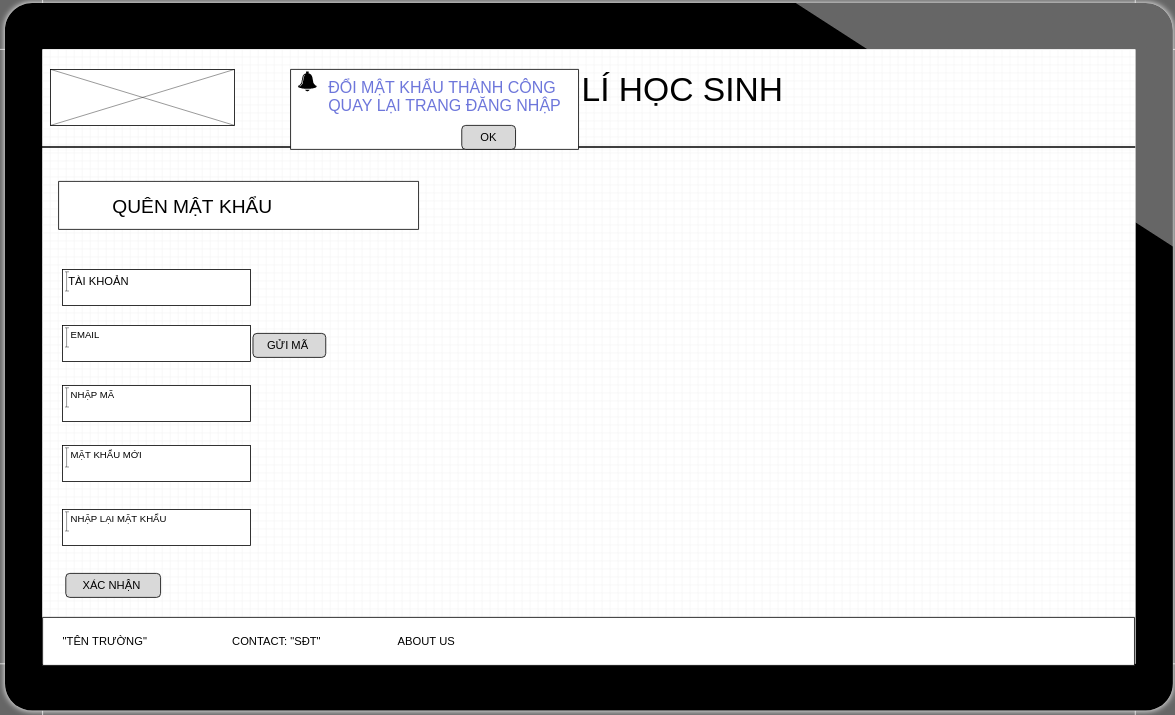 ĐỔI MẬT KHẨU THÀNH CÔNG
QUAY LẠI TRANG ĐĂNG NHẬP
OK
LÍ HỌC SINH
QUÊN MẬT KHẨU
TÀI KHOẢN
EMAIL
GỬI MÃ
NHẬP MÃ
MẬT KHẨU MỚI
NHẬP LẠI MẬT KHẨU
XÁC NHẬN
"TÊN TRƯỜNG" CONTACT: "SĐT" ABOUT US